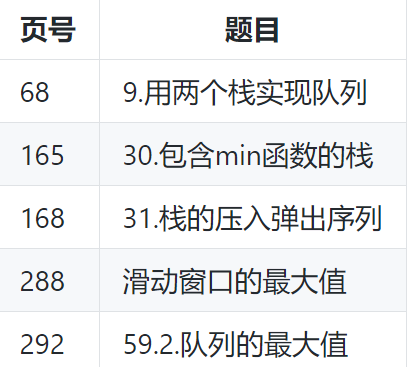 页号 题目
68 9.用两个栈实现队列
165 30.包含min函数的栈
168 31.栈的压入弹出序列
288 滑动窗口的最大值
292 59.2.队列的最大值